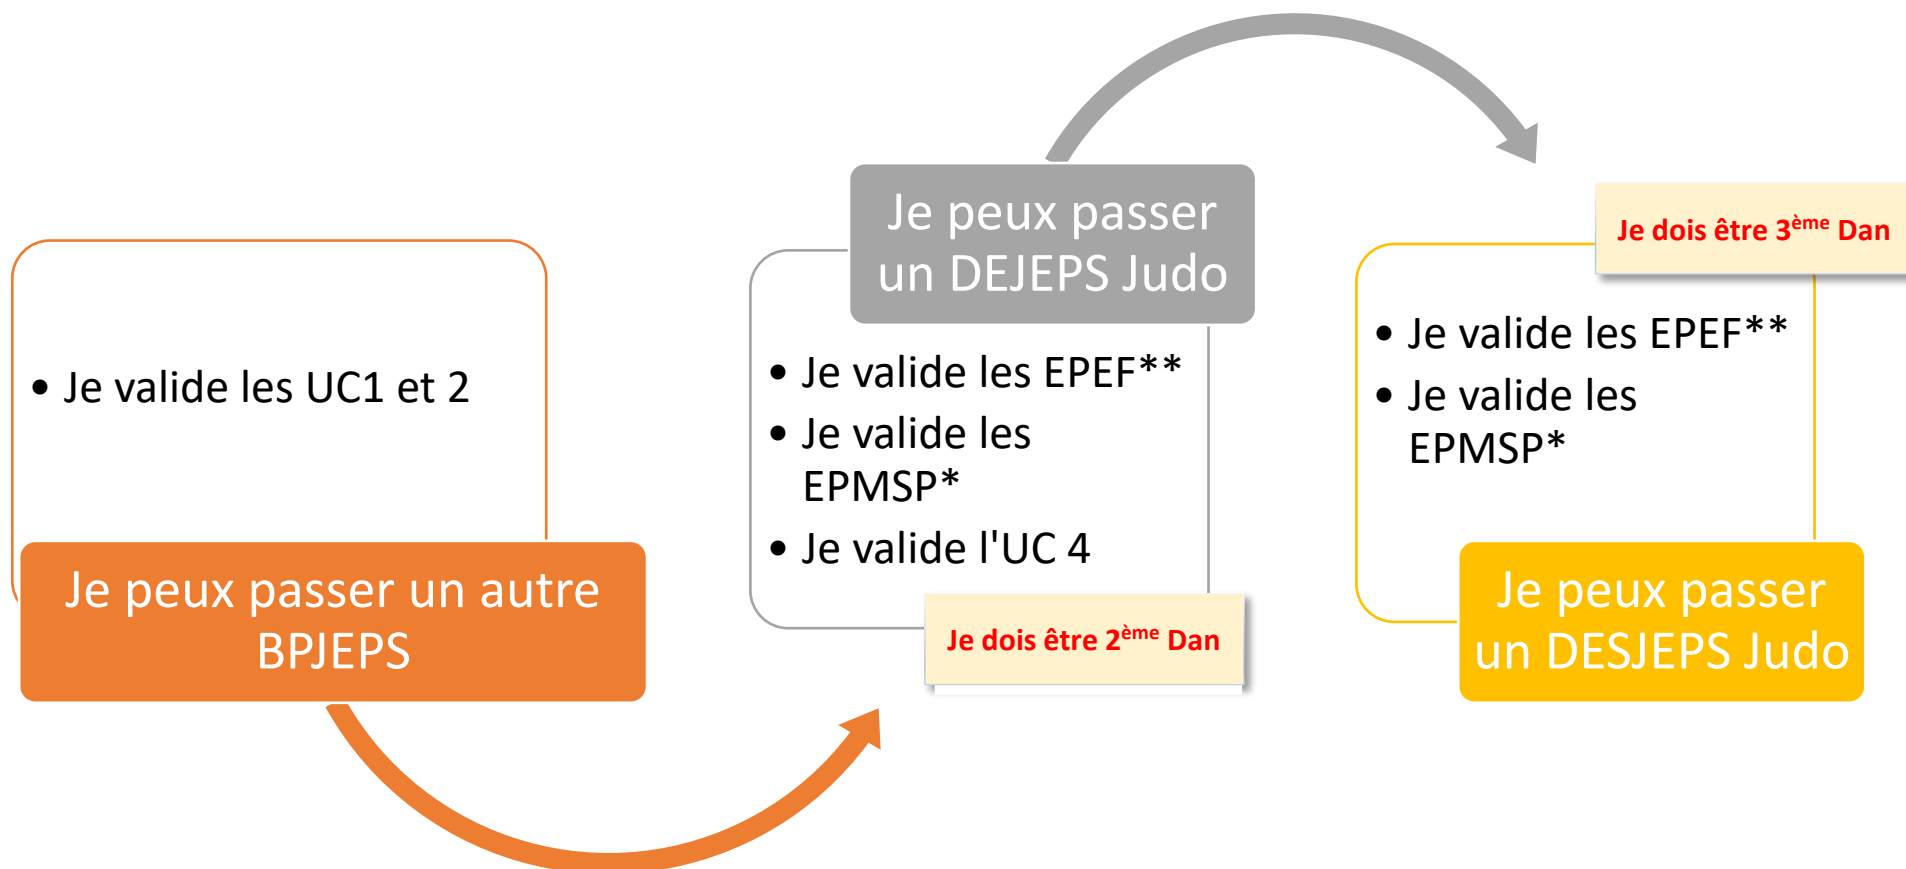 • Je valide les UC1 et 2
Je peux passer un autre
BPJEPS
Je peux passer
un DEJEPS Judo
• Je valide les EPEF**
• Je valide les
EPMSP*
• Je valide l'UC 4
Je dois être 2ème Dan
Je dois être 3ème Dan
• Je valide les EPEF**
• Je valide les
EPMSP*
Je peux passer
un DESJEPS Judo